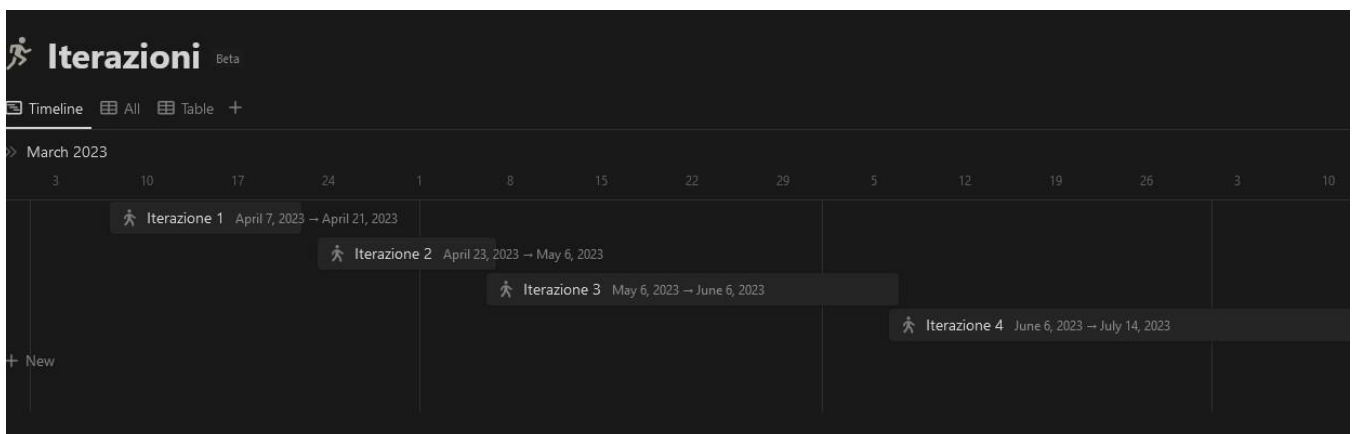 Iterazioni Beta
Timeline All Table +
March 2023
3 10 17 24 1 8 15 22 29 5 12 19 26 3 10
Iterazione 1 April 7, 2023 → April 21, 2023
Iterazione 2 April 23, 2023 → May 6, 2023
Iterazione 3 May 6, 2023 → June 6, 2023
Iterazione 4 June 6, 2023 → July 14, 2023
+ New